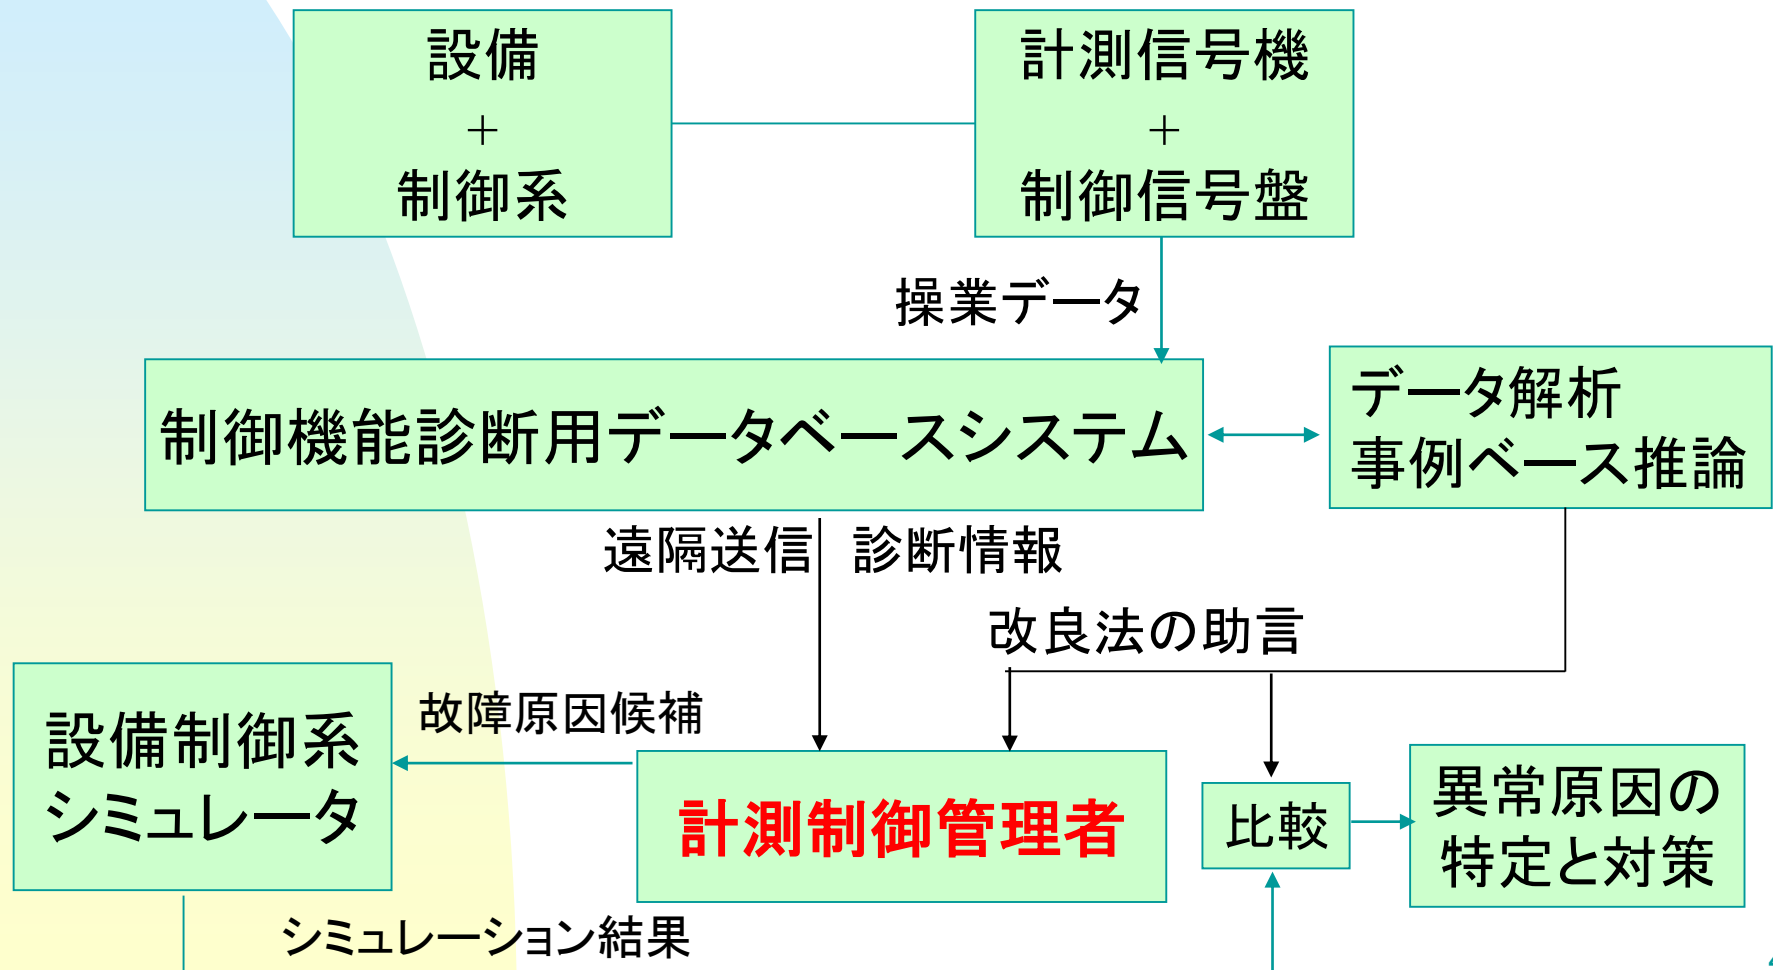 設備
+
制御系
計測信号機
+
制御信号盤
操業データ
制御機能診断用データベースシステム
データ解析
事例ベース推論
遠隔送信 診断情報
改良法の助言
設備制御系
シミュレータ
故障原因候補
計測制御管理者
比較
異常原因の
特定と対策
シミュレーション結果